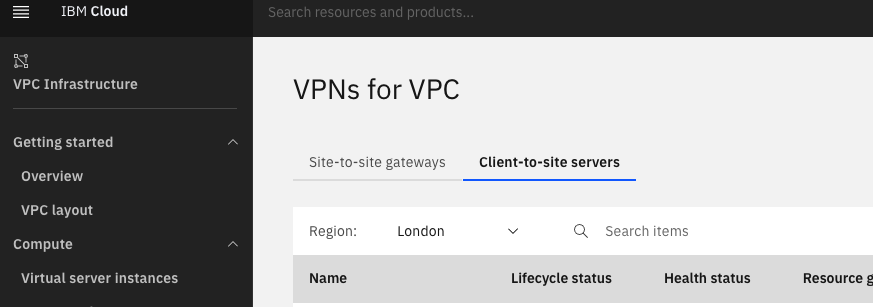 IBM Cloud
Search resources and products...
VPC Infrastructure
Getting started
Overview
VPC layout
Compute
Virtual server instances
VPNs for VPC
Site-to-site gateways
Client-to-site servers
Region:
London
Search items
Name
Lifecycle status
Health status
Resource g